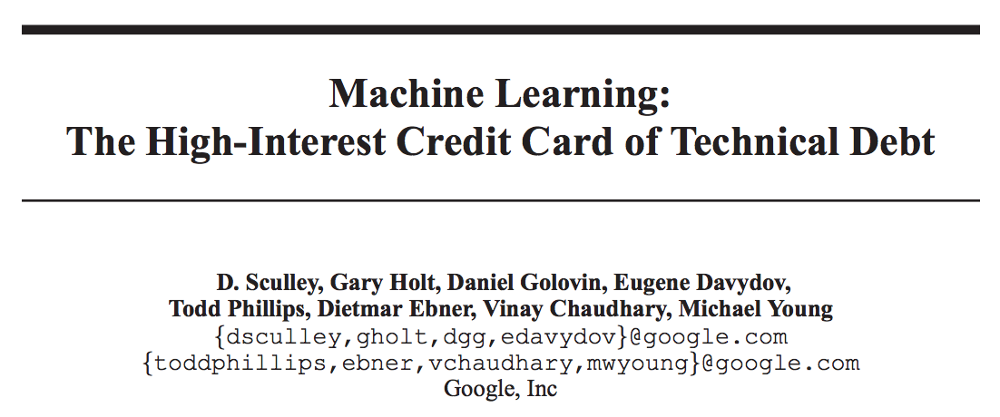 Machine Learning:
The High-Interest Credit Card of Technical Debt
D. Sculley, Gary Holt, Daniel Golovin, Eugene Davydov,
Todd Phillips, Dietmar Ebner, Vinay Chaudhary, Michael Young
{dsculley,gholt,dgg,edavydov}@google.com
{toddphillips,ebner,vchaudhary,mwyoung}@google.com
Google, Inc